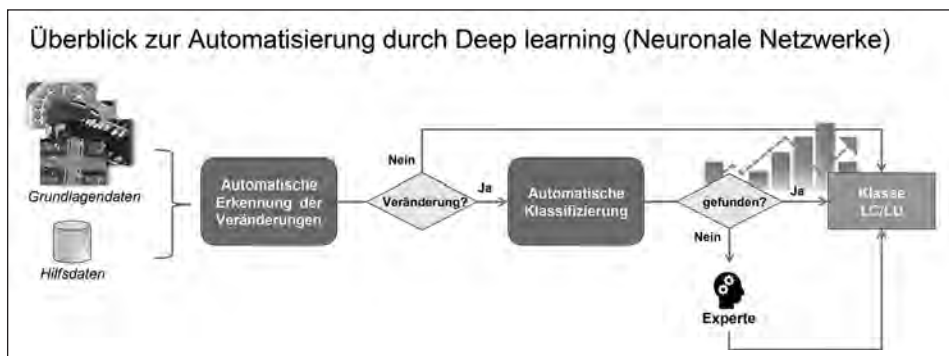 Überblick zur Automatisierung durch Deep learning (Neuronale Netzwerke)
Grundlagendaten
Hilfsdaten
Automatische
Erkennung der
Veränderungen
Veränderung?
Nein
Ja
Automatische
Klassifizierung
gefunden?
Ja
Nein
Experte
Klasse
LC/LU